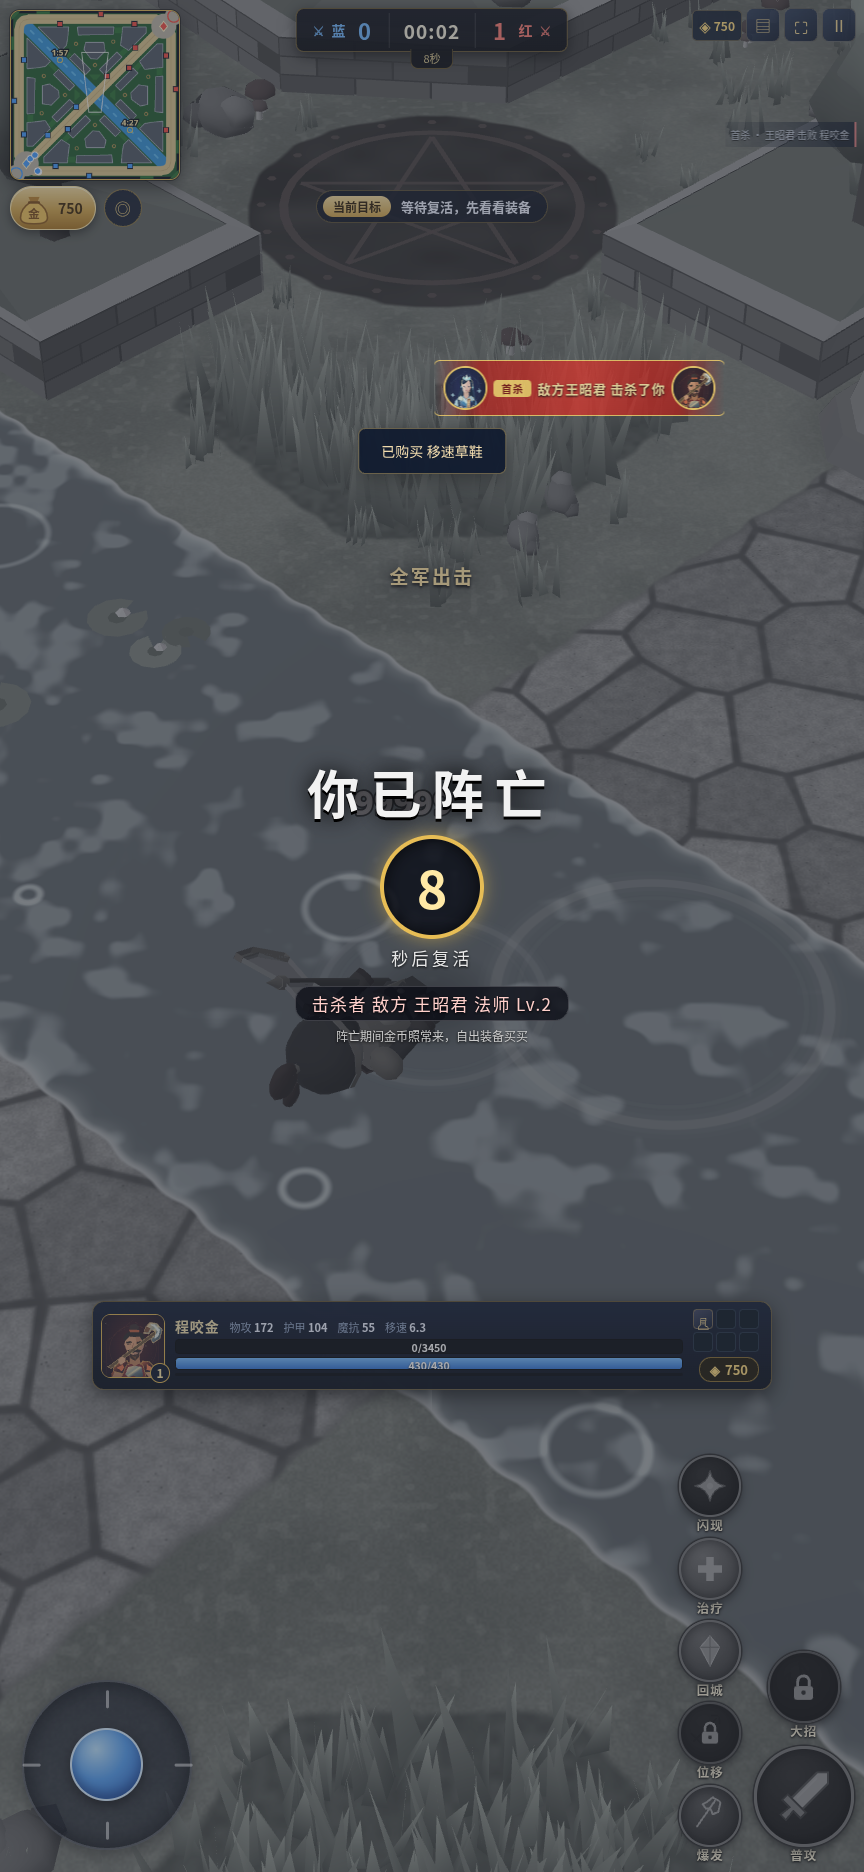 1:57
4:27
蓝 0
00:02
1 红
8秒
750
首杀 · 王昭君 击败 程咬金
金 750
当前目标 等待复活，先看看装备
首杀 敌方王昭君 击杀了你
已购买 移速草鞋
全军出击
你已阵亡
8
秒后复活
击杀者 敌方 王昭君 法师 Lv.2
阵亡期间金币照常来，自出装备买买
程咬金 物攻 172 护甲 104 魔抗 55 移速 6.3
0/3450
430/430
1
750
闪现
治疗
回城
位移
大招
爆发
普攻